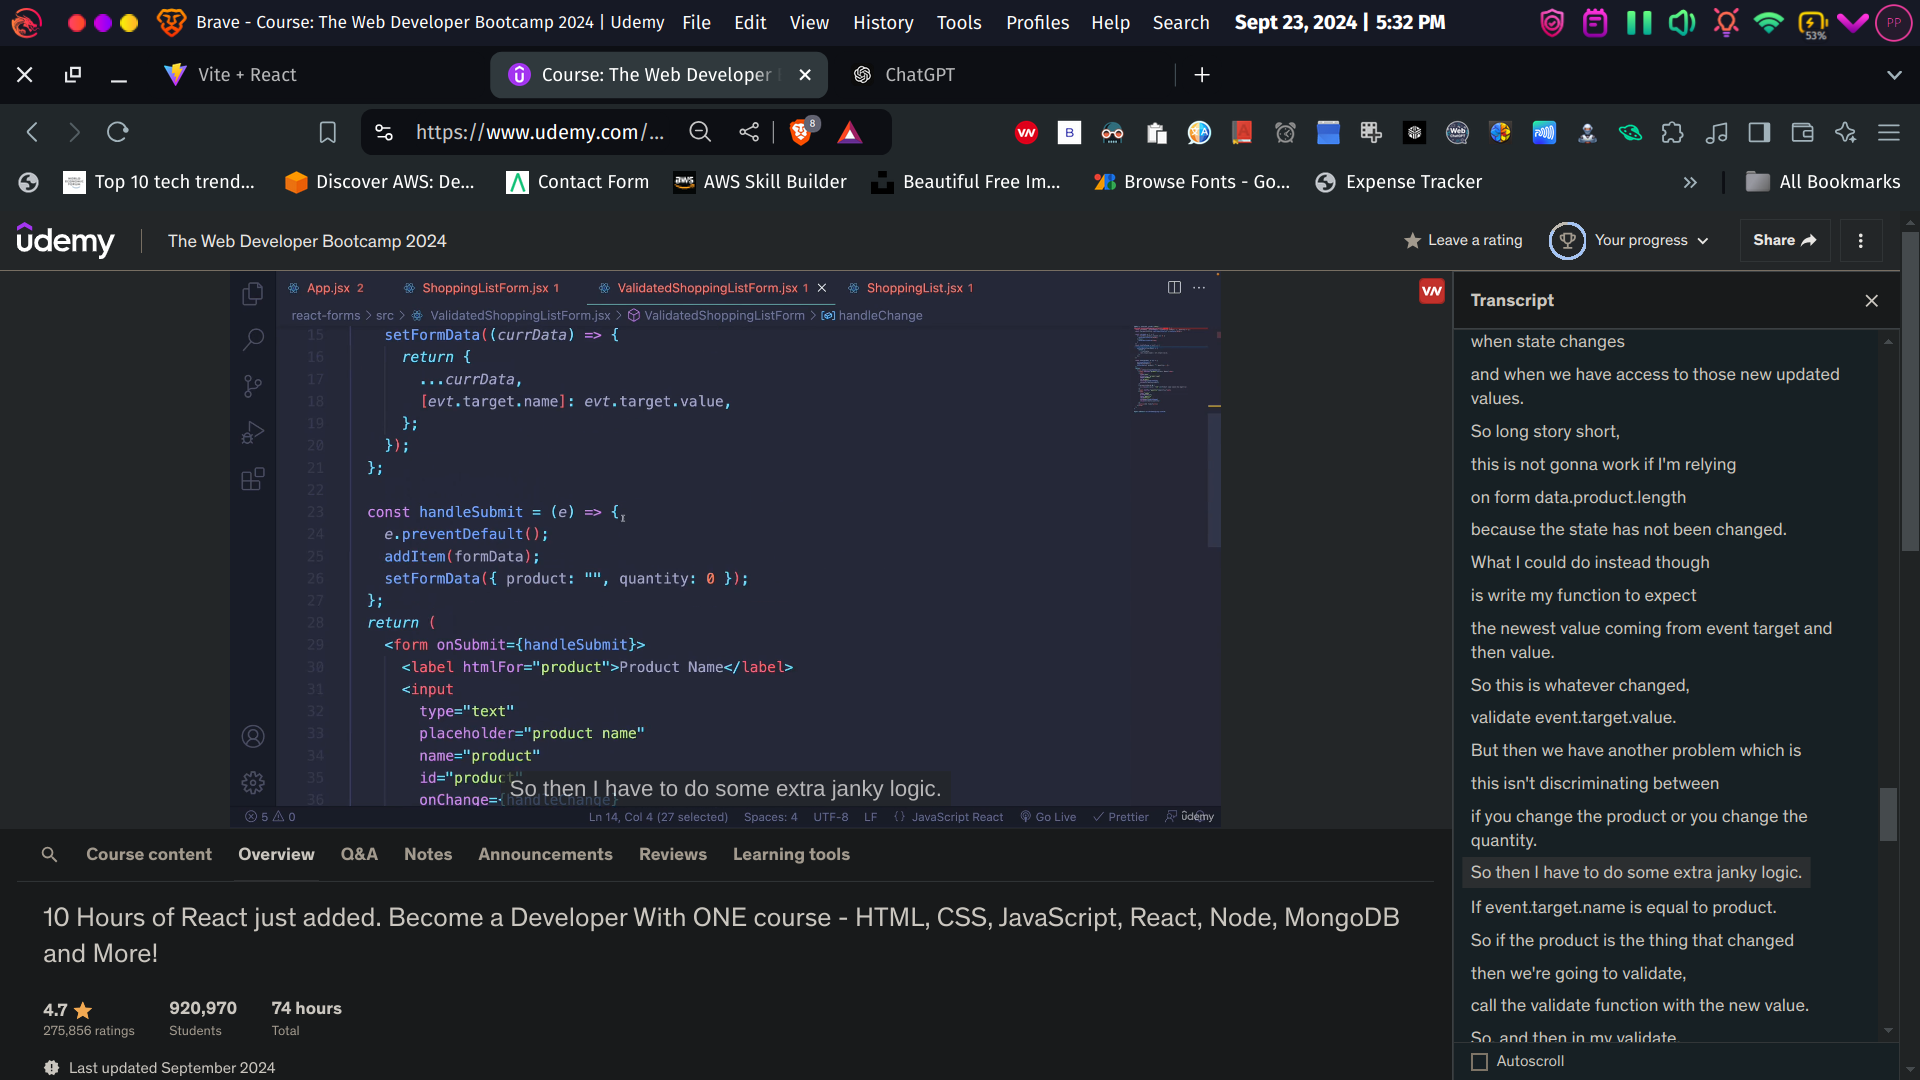 Brave - Course: The Web Developer Bootcamp 2024 | Udemy File Edit View History Tools Profiles Help Search Sept 23, 2024 | 5:32 PM 53% PP
Vite + React Course: The Web Developer ChatGPT
https://www.udemy.com/... 8
Top 10 tech trend... Discover AWS: De... Contact Form AWS Skill Builder Beautiful Free Im... Browse Fonts - Go... Expense Tracker » All Bookmarks
udemy The Web Developer Bootcamp 2024 Leave a rating Your progress Share
App.jsx 2 ShoppingListForm.jsx 1 ValidatedShoppingListForm.jsx 1 ShoppingList.jsx 1
react-forms > src > ValidatedShoppingListForm.jsx > ValidatedShoppingListForm > handleChange
15 setFormData((currData) => {
16 return {
17 ...currData,
18 [evt.target.name]: evt.target.value,
19 };
20 });
21 };
22
23 const handleSubmit = (e) => {
24 e.preventDefault();
25 addItem(formData);
26 setFormData({ product: "", quantity: 0 });
27 };
28 return (
29 <form onSubmit={handleSubmit}>
30 <label htmlFor="product">Product Name</label>
31 <input
32 type="text"
33 placeholder="product name"
34 name="product"
35 id="product"
36 onChange={handleChange}
So then I have to do some extra janky logic.
5 0 Ln 14, Col 4 (27 selected) Spaces: 4 UTF-8 LF {} JavaScript React Go Live Prettier udemy
Course content Overview Q&A Notes Announcements Reviews Learning tools
10 Hours of React just added. Become a Developer With ONE course - HTML, CSS, JavaScript, React, Node, MongoDB
and More!
4.7 920,970 74 hours
275,856 ratings Students Total
Last updated September 2024
Transcript
when state changes
and when we have access to those new updated
values.
So long story short,
this is not gonna work if I'm relying
on form data.product.length
because the state has not been changed.
What I could do instead though
is write my function to expect
the newest value coming from event target and
then value.
So this is whatever changed,
validate event.target.value.
But then we have another problem which is
this isn't discriminating between
if you change the product or you change the
quantity.
So then I have to do some extra janky logic.
If event.target.name is equal to product.
So if the product is the thing that changed
then we're going to validate,
call the validate function with the new value.
So, and then in my validate,
Autoscroll